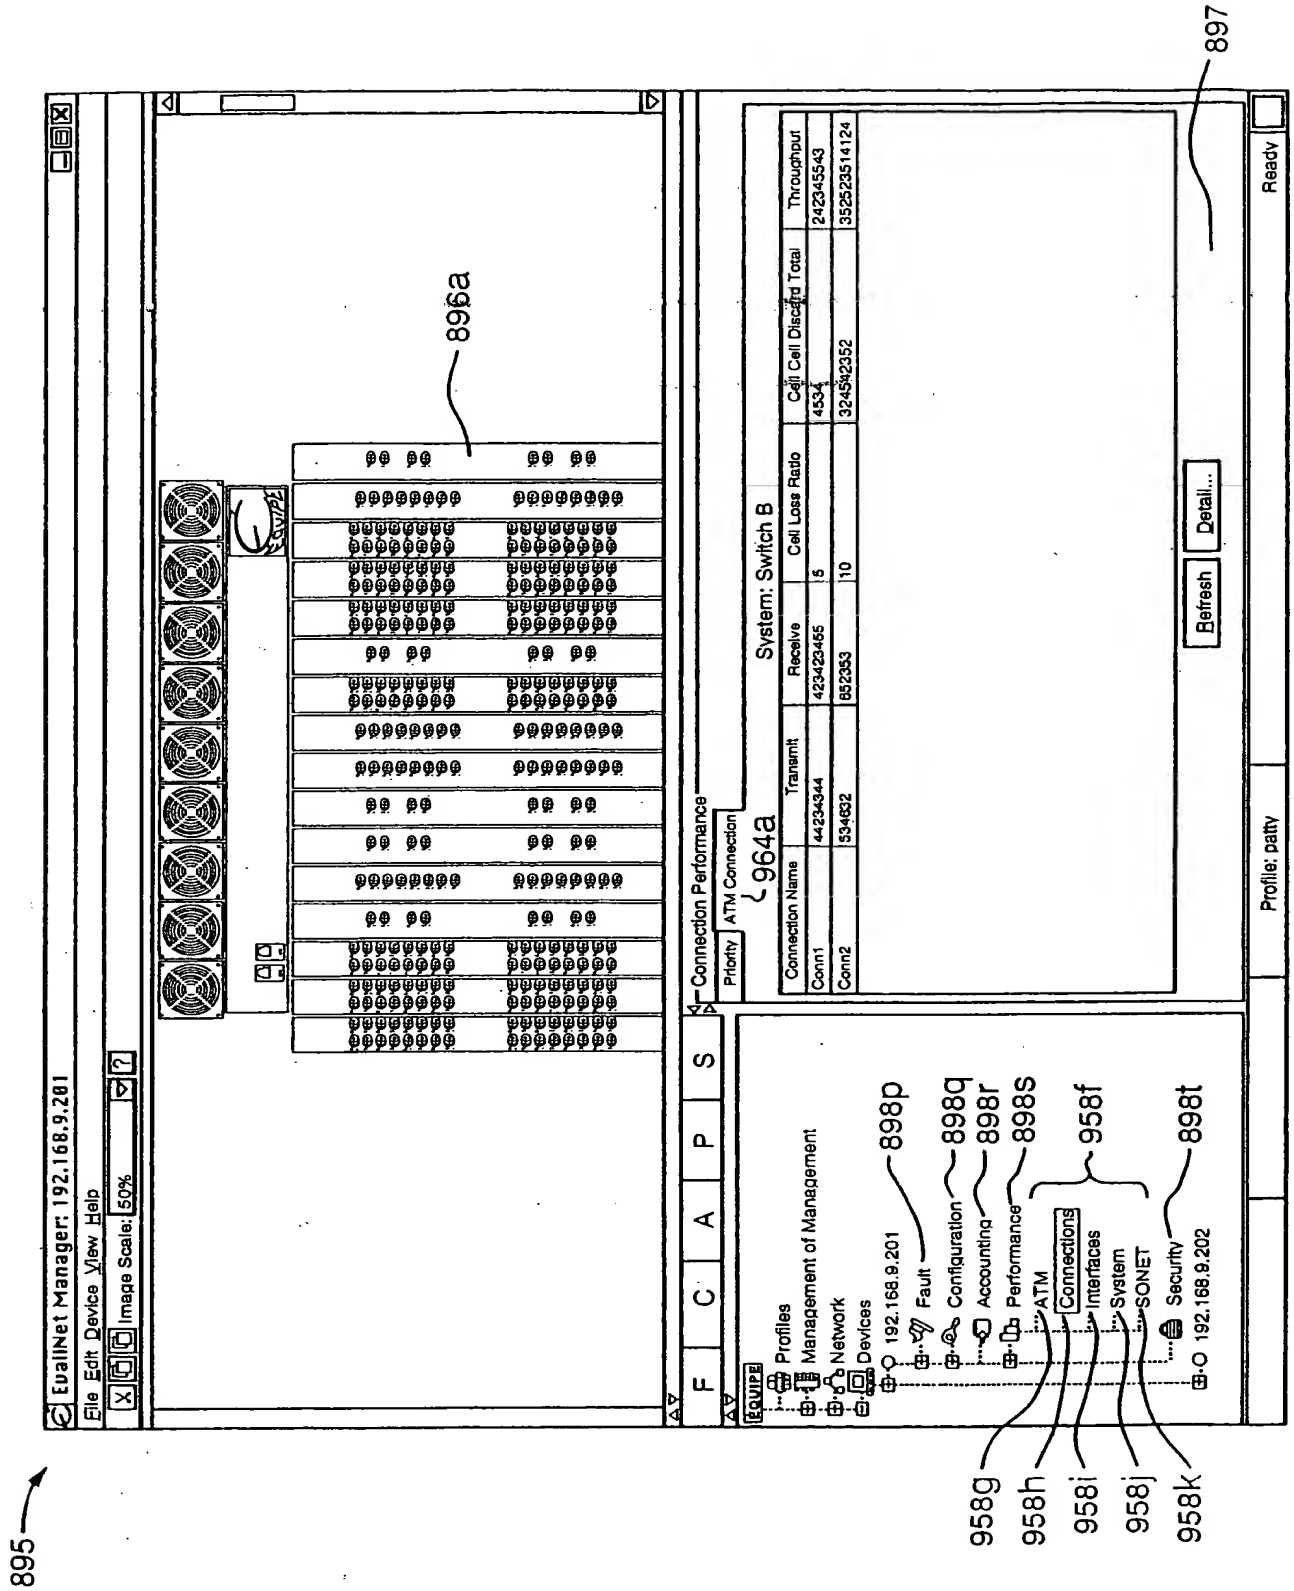 895
EualINet Manager: 192.168.9.201
File Edit Device View Help
X Image Scale: 50% ?
EQUIPE
896a
F C A P S
EQUIPE
Profiles
Management of Management
Network
Devices
192.168.9.201
Fault
Configuration
Accounting
Performance
ATM
Connections
Interfaces
System
SONET
Security
192.168.9.202
898p
898q
898r
898s
958f
898t
958g
958h
958i
958j
958k
Connection Performance
Priority ATM Connection
964a
System: Switch B
Connection Name Transmit Receive Cell Loss Ratio Cell Cell Discard Total Throughput
Conn1 44234344 423423455 5 4534 242345543
Conn2 534632 652353 10 324542352 352523514124
Refresh Detail...
897
Profile: patty Ready